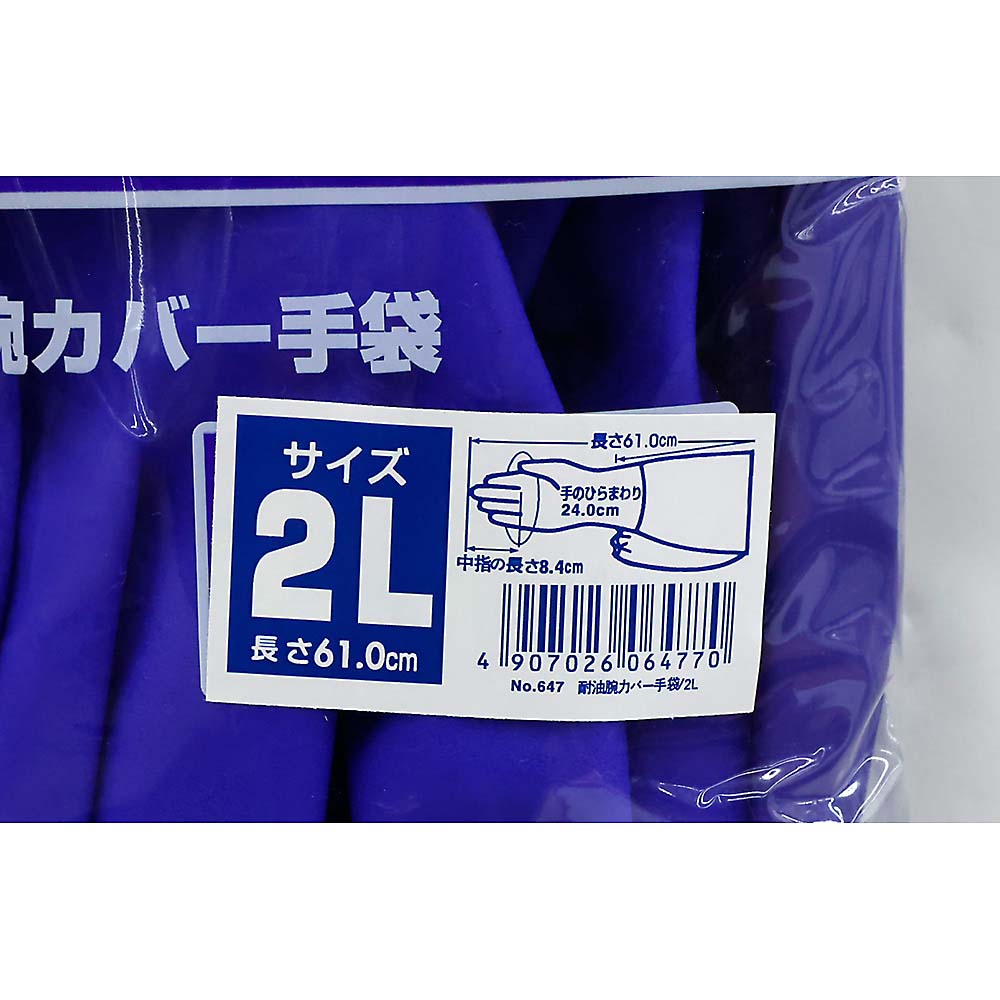 腕カバー手袋
サイズ
2L
長さ61.0cm
長さ61.0cm
手のひらまわり
24.0cm
中指の長さ8.4cm
4 907026 064770
No.647 耐油腕カバー手袋/2L